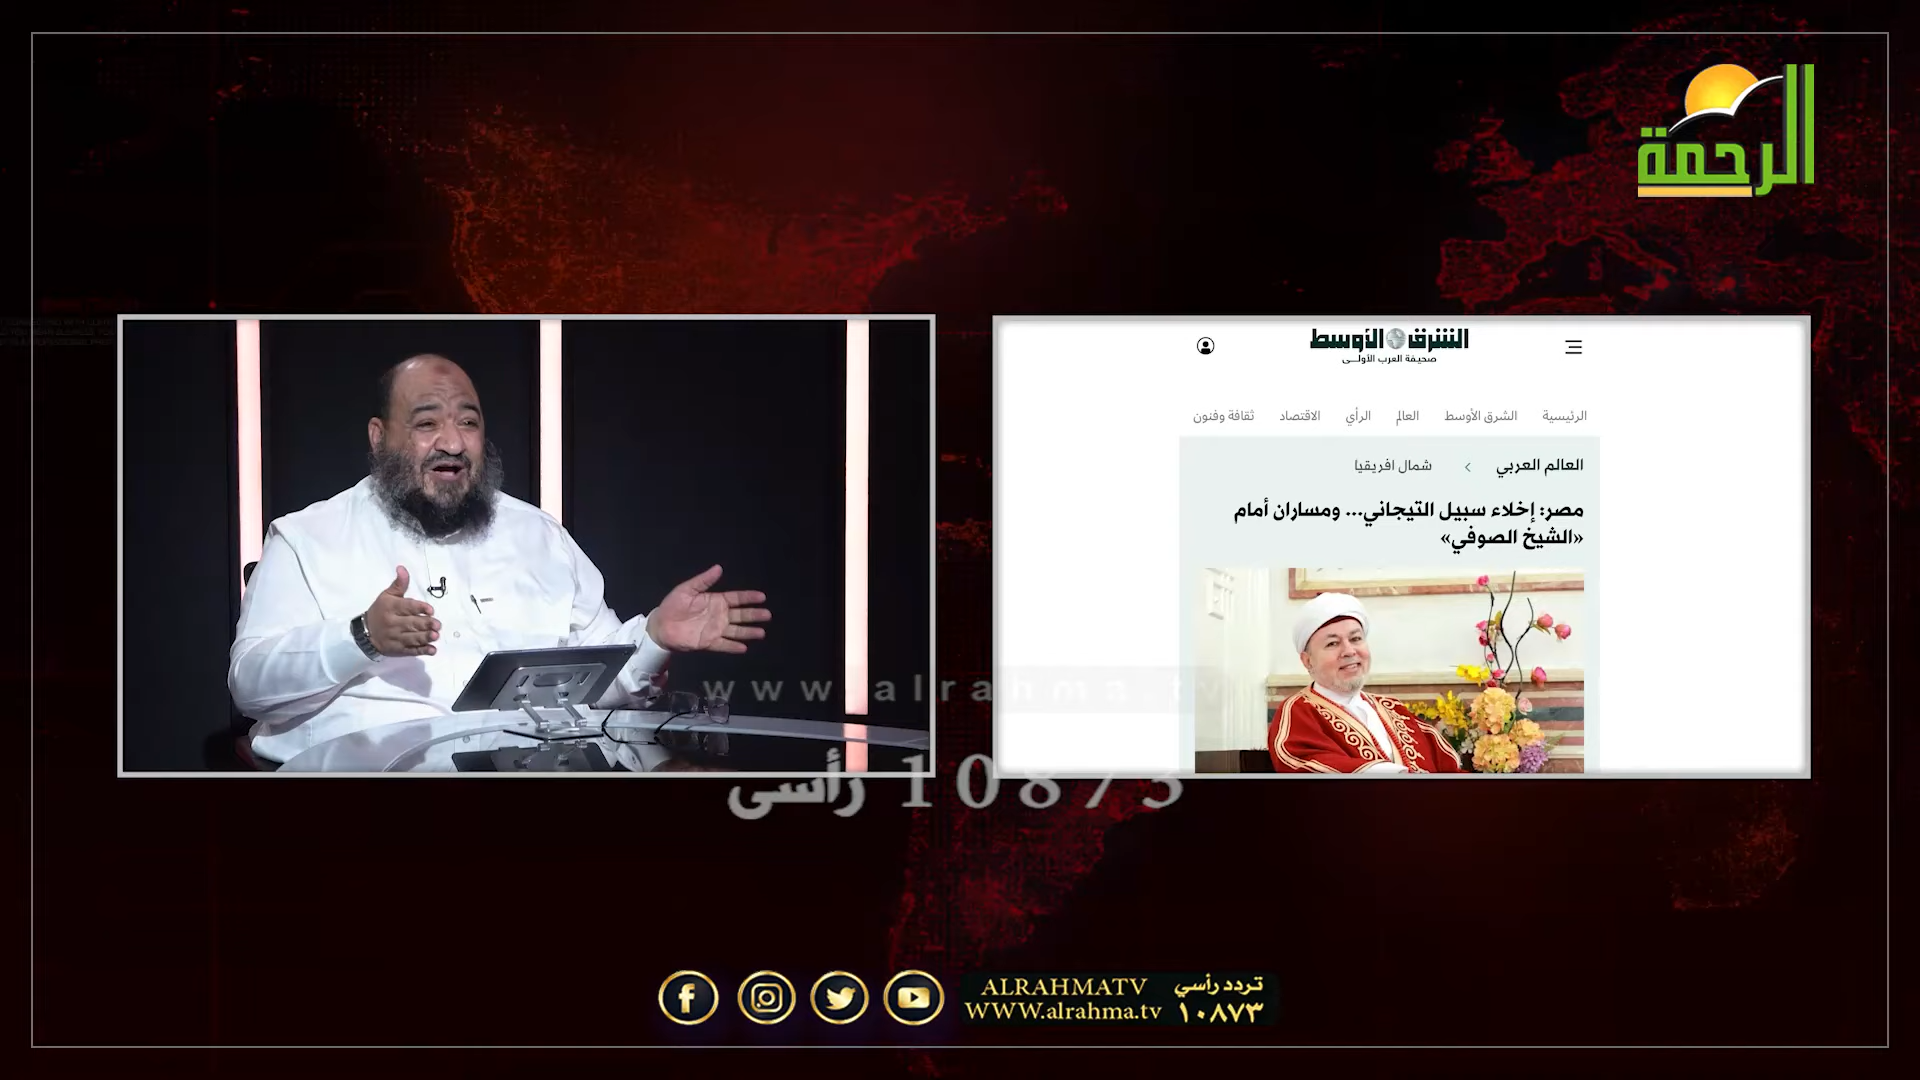 الرحمة
الشرق الأوسط
صحيفة العرب الأولى
الرئيسية الشرق الأوسط العالم الرأي الاقتصاد ثقافة وفنون
العالم العربي
شمال افريقيا
مصر: إخلاء سبيل التيجاني... ومساران أمام
«الشيخ الصوفي»
www.alrahma.tv
10873 رأسى
ALRAHMATV
WWW.alrahma.tv
تردد رأسي
١٠٨٧٣